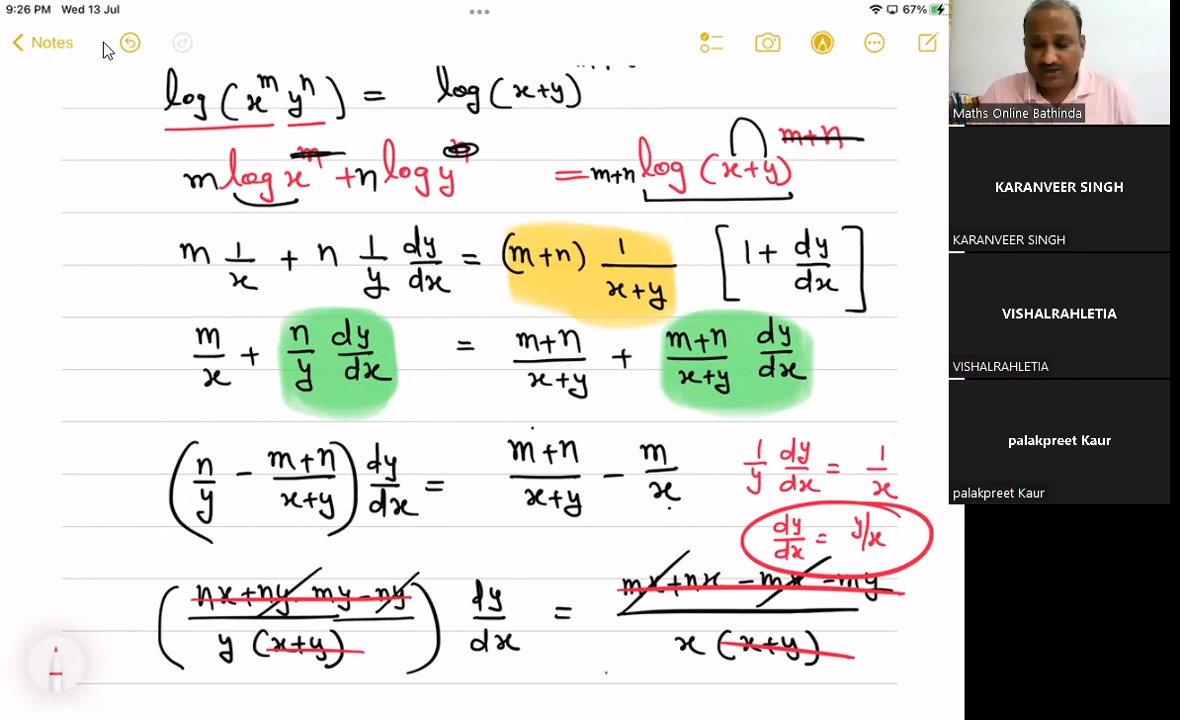 9:26 PM Wed 13 Jul
67%
Notes
log (x^m y^n) = log (x+y)
m log x^m + n log y = m+n log (x+y)^m+n
m 1/x + n 1/y dy/dx = (m+n) 1/(x+y) [1 + dy/dx]
m/x + n/y dy/dx = m+n/x+y + m+n/x+y dy/dx
(n/y - m+n/x+y) dy/dx = m+n/x+y - m/x
1/y dy/dx = 1/x
dy/dx = y/x
(nx+ny-my-ny / y(x+y)) dy/dx = mx+nx-mx-my / x(x+y)
Maths Online Bathinda
KARANVEER SINGH
KARANVEER SINGH
VISHALRAHLETIA
VISHALRAHLETIA
palakpreet Kaur
palakpreet Kaur